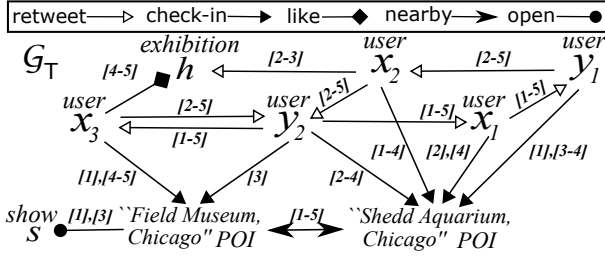 retweet check-in like nearby open
G_T exhibition user user
[4-5] h [2-3] x_2 [2-5] y_1
user [2-5] user [2-5] [1-5] user [1-5]
x_3 [1-5] y_2 x_1
[1],[4-5] [3] [2-4] [1-4] [2],[4] [1],[3-4]
show [1],[3] ``Field Museum, [1-5] ``Shedd Aquarium,
s Chicago" POI Chicago" POI